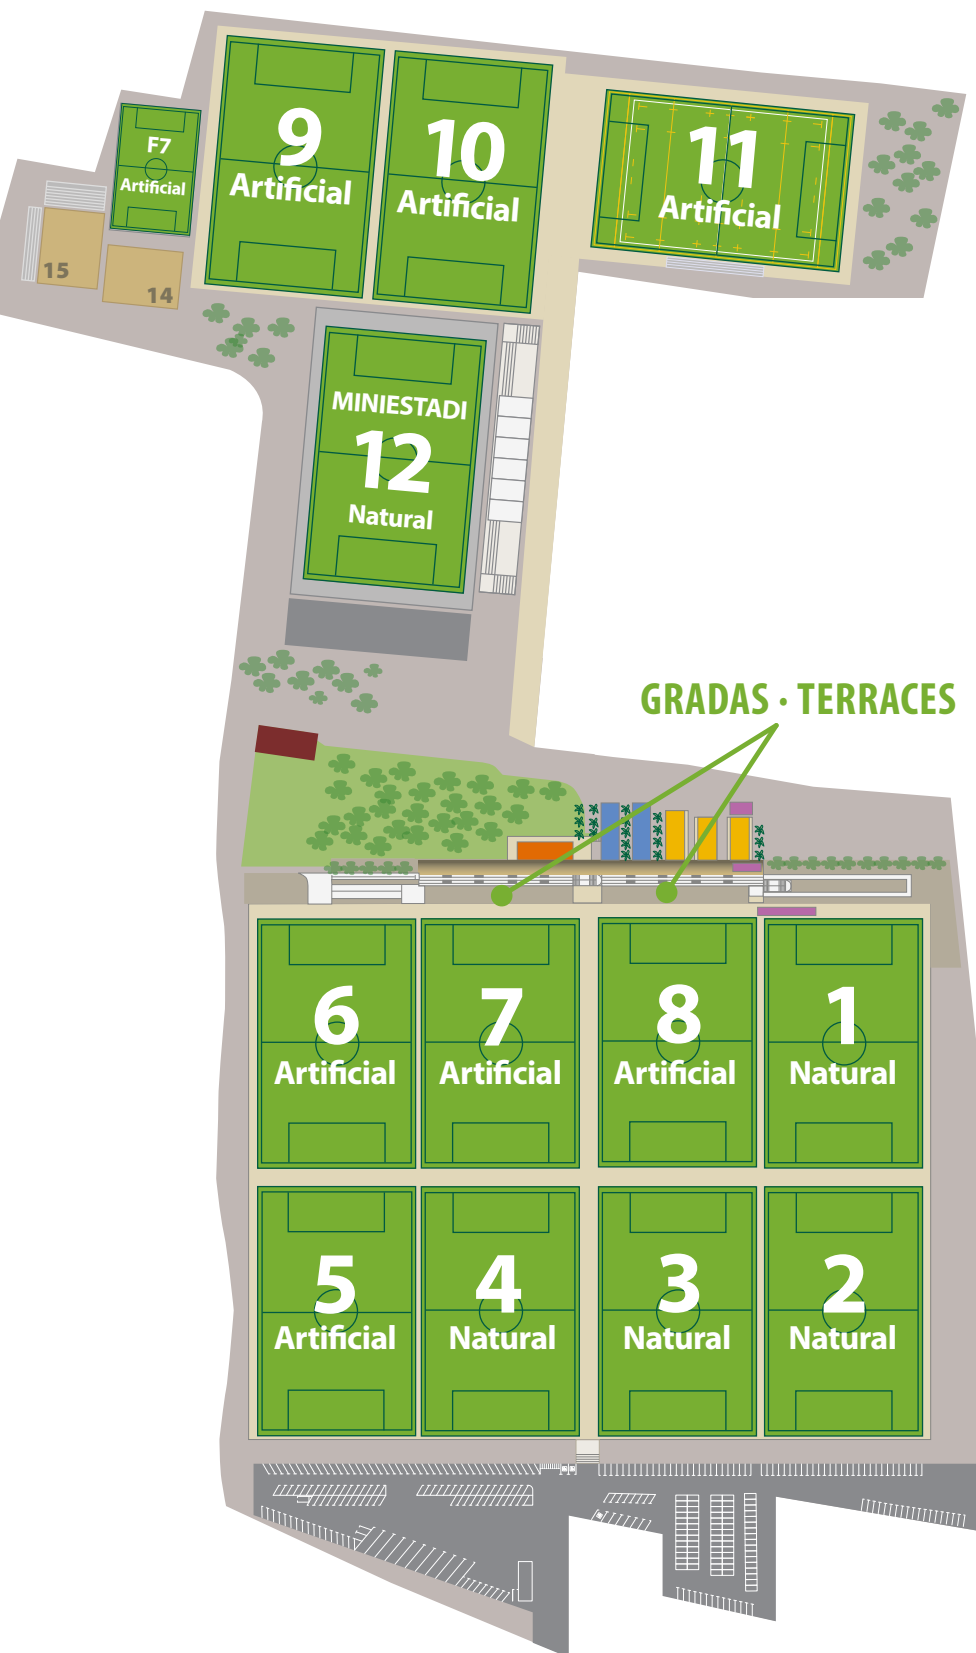 9
Artificial
10
Artificial
11
Artificial
F7
Artificial
15
14
MINIESTADI
12
Natural
GRADAS · TERRACES
6
Artificial
7
Artificial
8
Artificial
1
Natural
5
Artificial
4
Natural
3
Natural
2
Natural